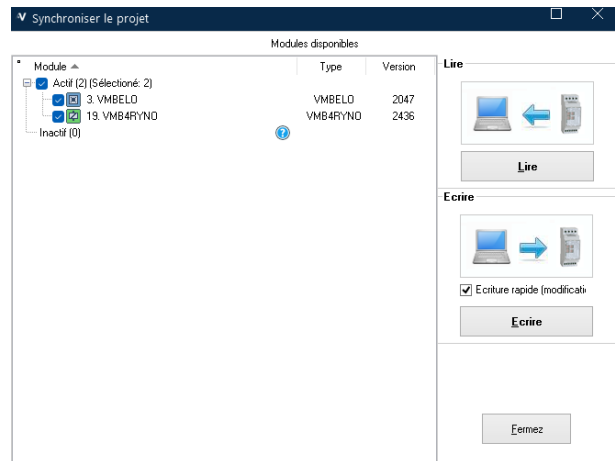 Synchroniser le projet
Modules disponibles
Module Type Version
Actif (2) (Sélectioné: 2)
3. VMBELO VMBELO 2047
19. VMB4RYNO VMB4RYNO 2436
Inactif (0)
Lire
Lire
Ecrire
Ecriture rapide (modificatio
Ecrire
Fermez